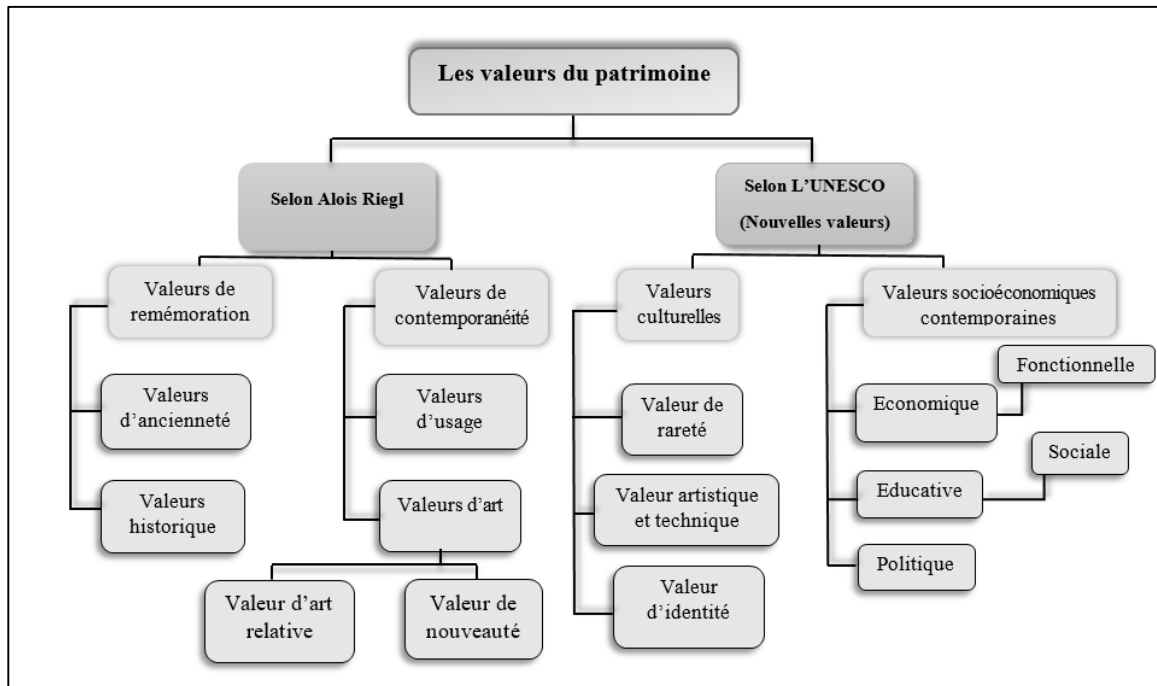 Les valeurs du patrimoine
Selon Alois Riegl
Selon L’UNESCO
(Nouvelles valeurs)
Valeurs de
remémoration
Valeurs de
contemporanéité
Valeurs
culturelles
Valeurs socioéconomiques
contemporaines
Valeurs
d’ancienneté
Valeurs
d’usage
Valeur de
rareté
Economique
Fonctionnelle
Valeurs
historique
Valeurs d’art
Valeur artistique
et technique
Educative
Sociale
Politique
Valeur d’art
relative
Valeur de
nouveauté
Valeur
d’identité